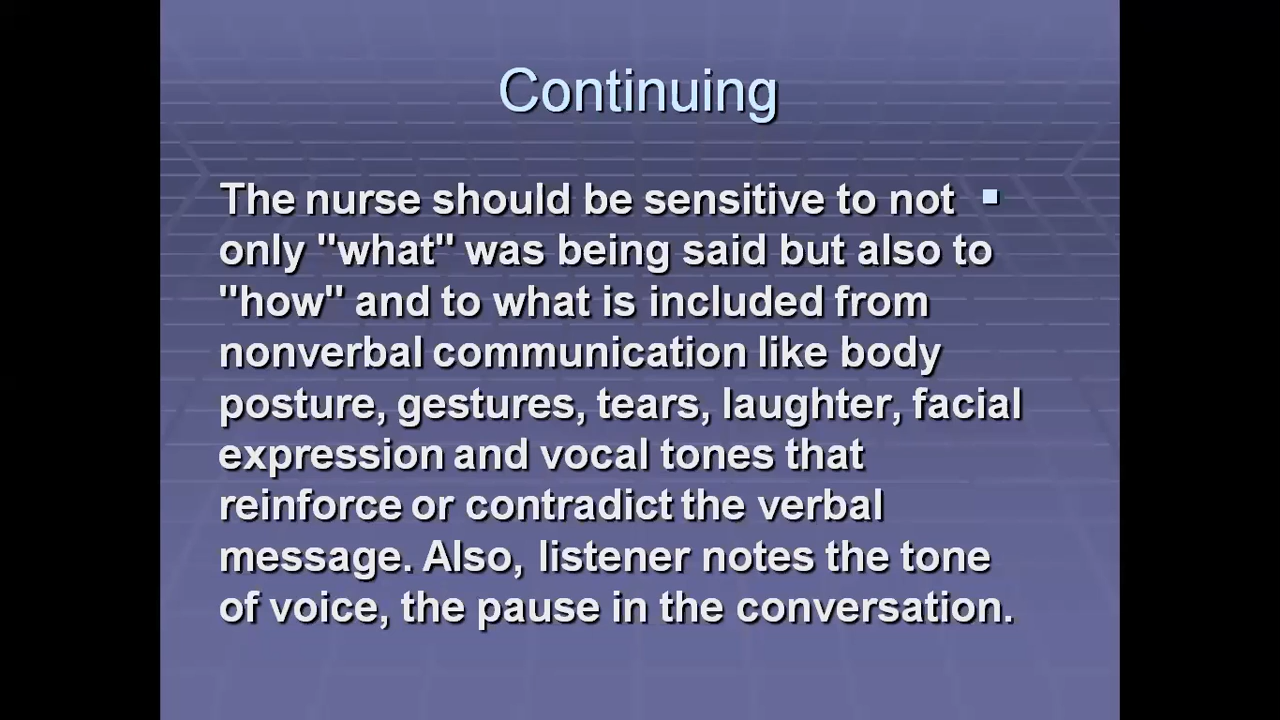 Continuing
The nurse should be sensitive to not
only "what" was being said but also to
"how" and to what is included from
nonverbal communication like body
posture, gestures, tears, laughter, facial
expression and vocal tones that
reinforce or contradict the verbal
message. Also, listener notes the tone
of voice, the pause in the conversation.